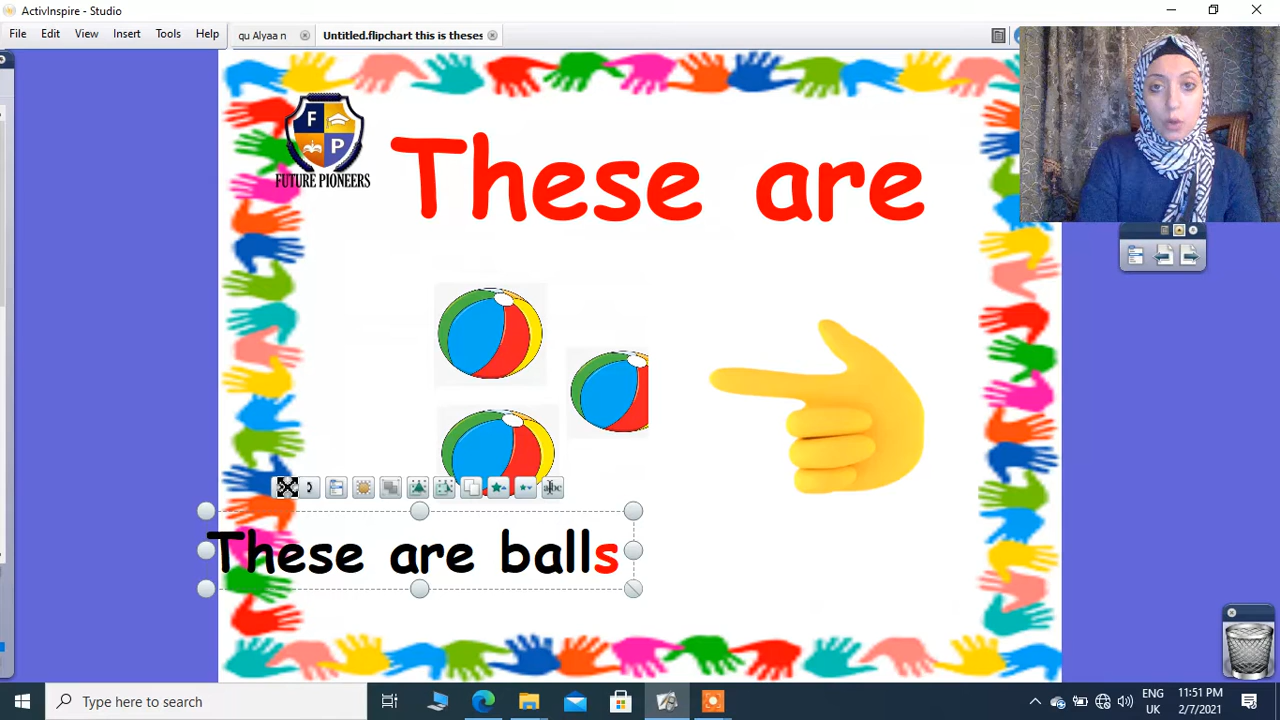 ActivInspire - Studio
File Edit View Insert Tools Help
qu Alyaa n
Untitled.flipchart this is theses
F
P
FUTURE PIONEERS
These are
abc
These are balls
Type here to search
ENG
UK
11:51 PM
2/7/2021